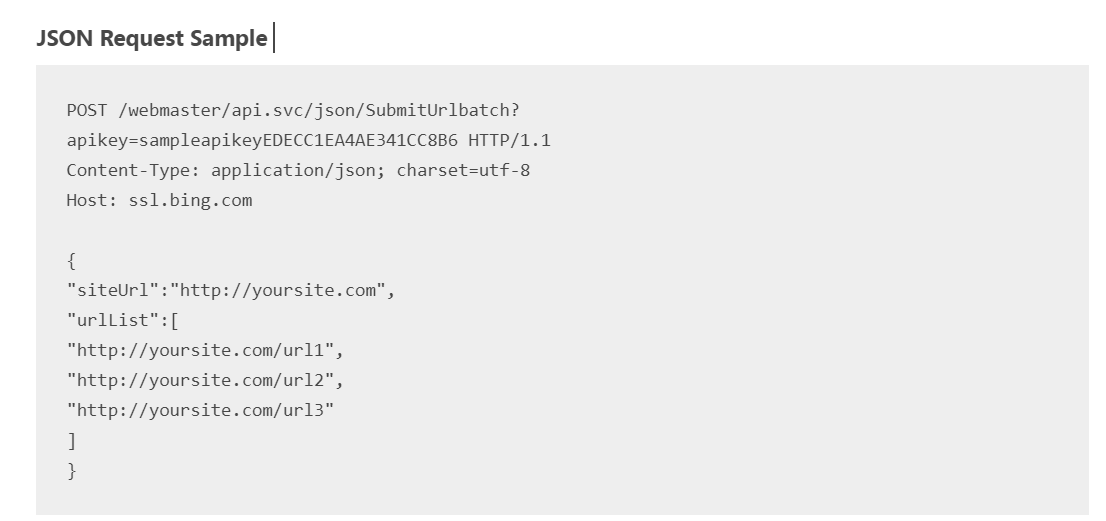 JSON Request Sample
POST /webmaster/api.svc/json/SubmitUrlbatch?
apikey=sampleapikeyEDECC1EA4AE341CC8B6 HTTP/1.1
Content-Type: application/json; charset=utf-8
Host: ssl.bing.com
{
"siteUrl":"http://yoursite.com",
"urlList":[
"http://yoursite.com/url1",
"http://yoursite.com/url2",
"http://yoursite.com/url3"
]
}